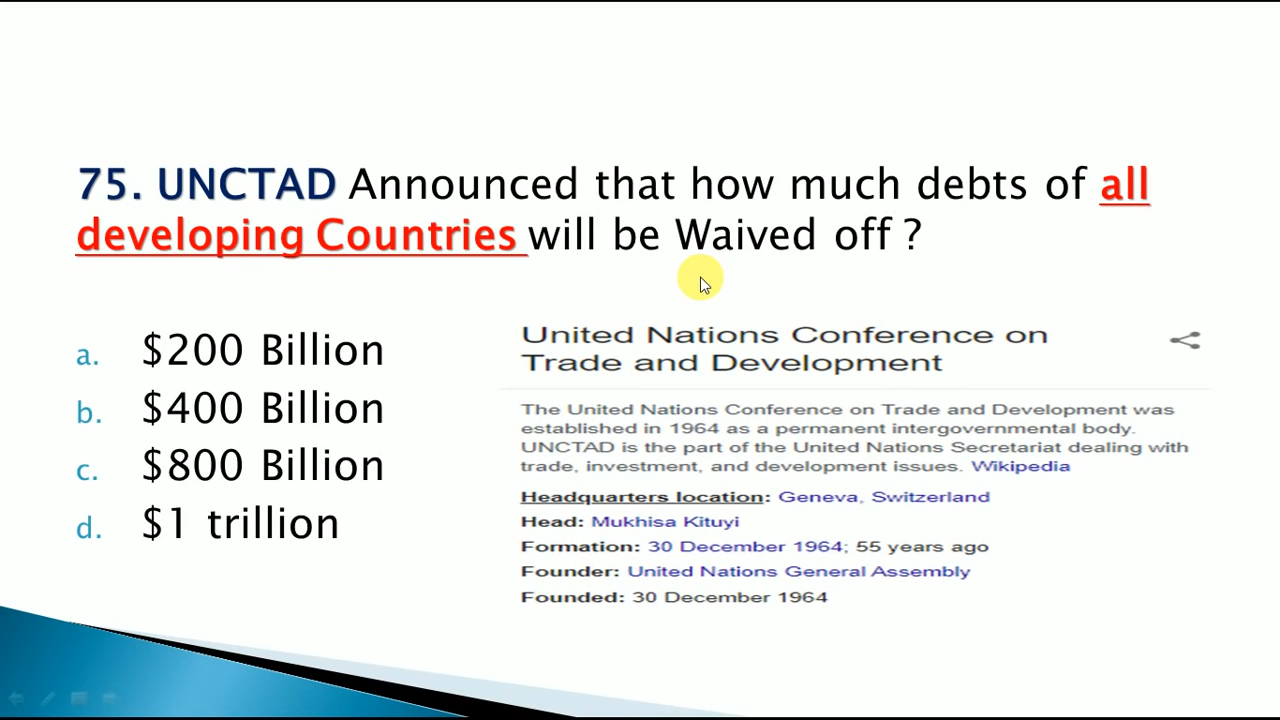 75. UNCTAD Announced that how much debts of all
developing Countries will be Waived off ?
a. $200 Billion
b. $400 Billion
c. $800 Billion
d. $1 trillion
United Nations Conference on
Trade and Development
The United Nations Conference on Trade and Development was
established in 1964 as a permanent intergovernmental body.
UNCTAD is the part of the United Nations Secretariat dealing with
trade, investment, and development issues. Wikipedia
Headquarters location: Geneva, Switzerland
Head: Mukhisa Kituyi
Formation: 30 December 1964; 55 years ago
Founder: United Nations General Assembly
Founded: 30 December 1964